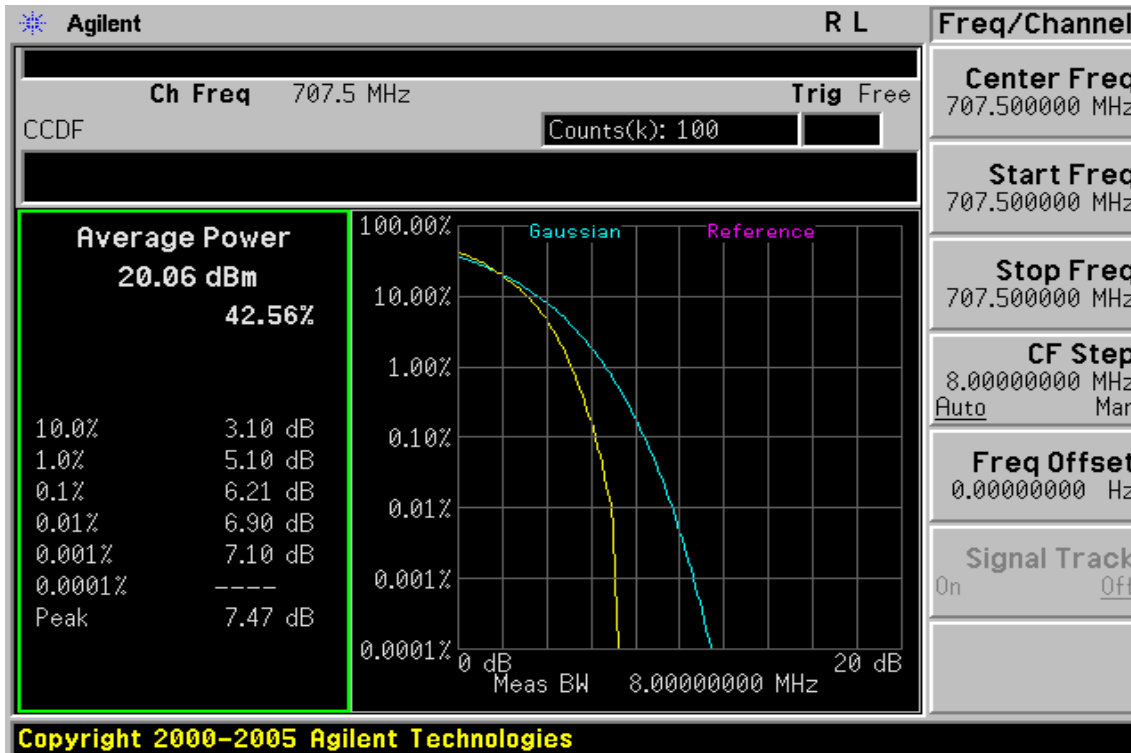 Agilent R L Freq/Channel
Ch Freq 707.5 MHz Trig Free
CCDF Counts(k): 100
Center Freq
707.500000 MHz
Start Freq
707.500000 MHz
Stop Freq
707.500000 MHz
CF Step
8.00000000 MHz
Auto Man
Freq Offset
0.00000000 Hz
Signal Track
On Off
Average Power
20.06 dBm
42.56%
10.0% 3.10 dB
1.0% 5.10 dB
0.1% 6.21 dB
0.01% 6.90 dB
0.001% 7.10 dB
0.0001% ----
Peak 7.47 dB
Gaussian Reference
100.00%
10.00%
1.00%
0.10%
0.01%
0.001%
0.0001%
0 dB 20 dB
Meas BW 8.00000000 MHz
Copyright 2000-2005 Agilent Technologies